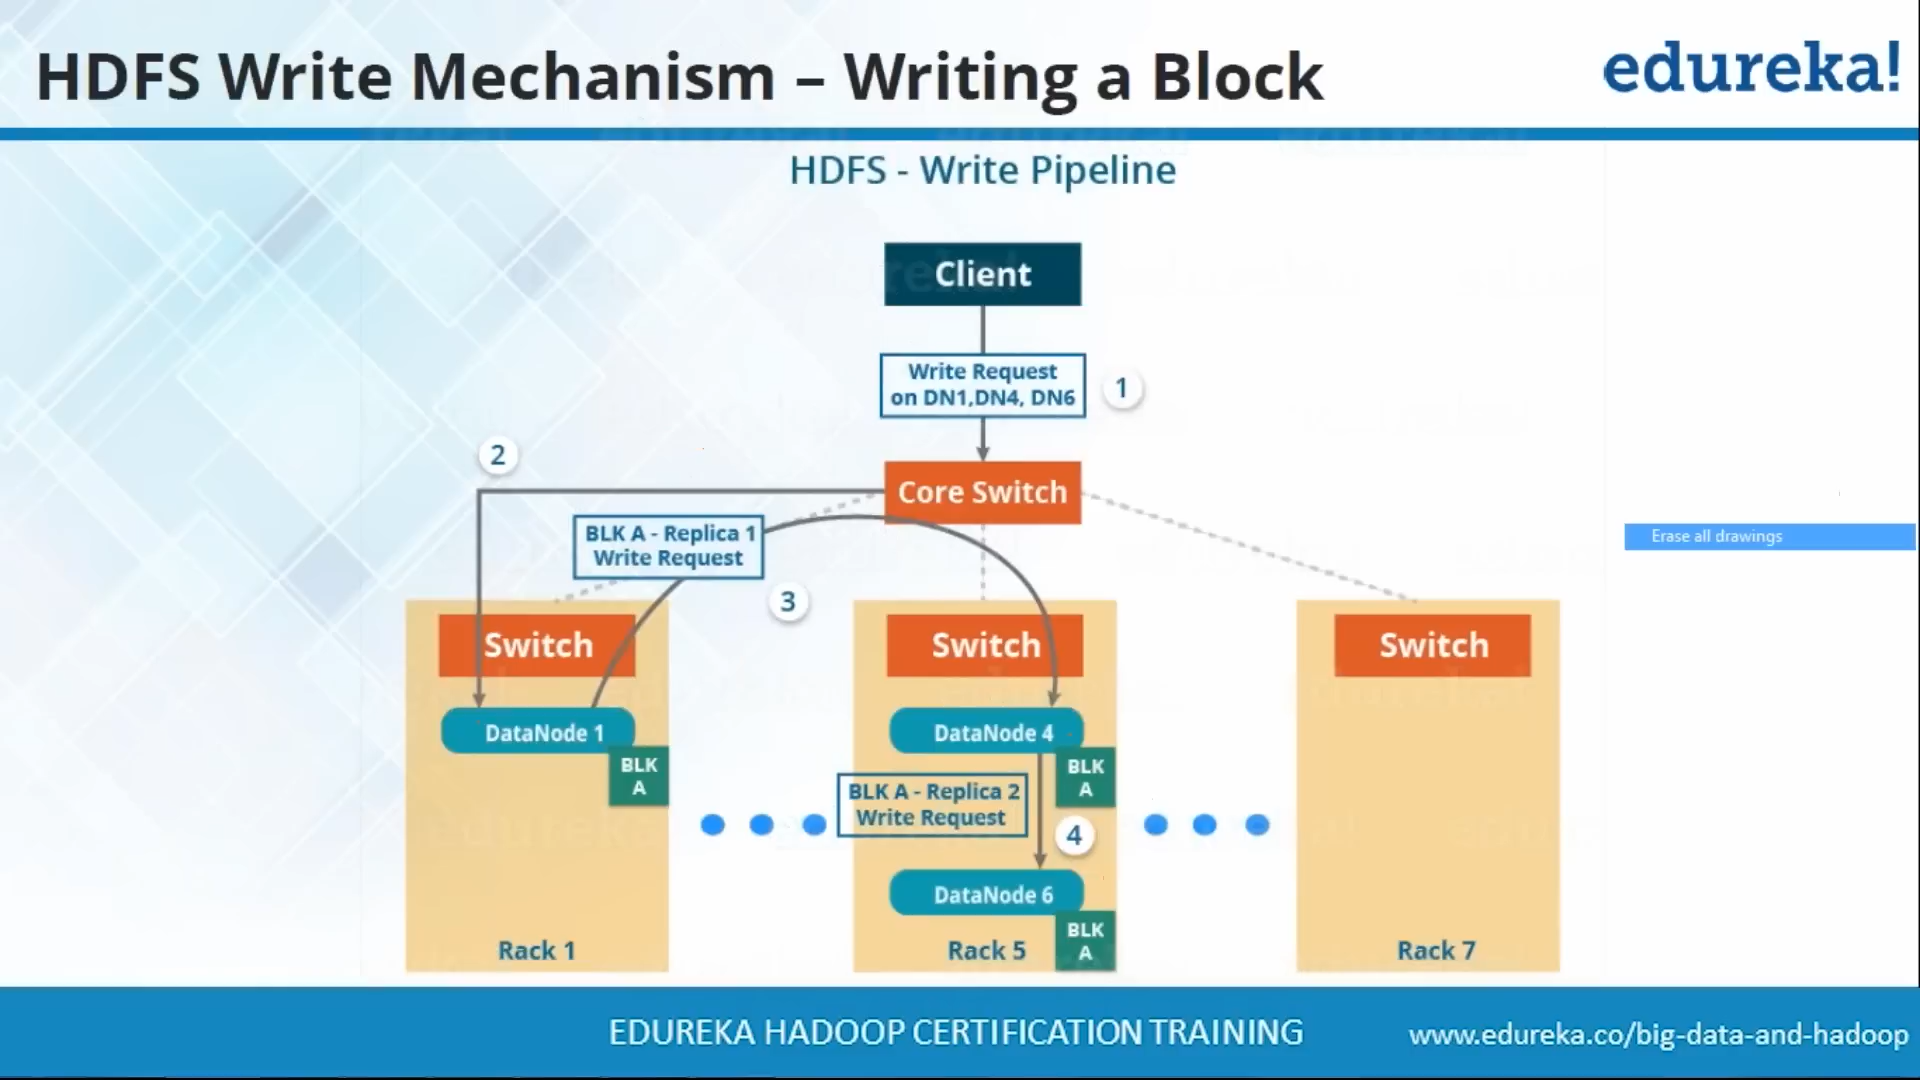 HDFS Write Mechanism – Writing a Block
edureka!
HDFS - Write Pipeline
Client
Write Request
on DN1,DN4, DN6
1
2
Core Switch
BLK A - Replica 1
Write Request
Erase all drawings
3
Switch
Switch
Switch
DataNode 1
DataNode 4
BLK
A
BLK
A
BLK A - Replica 2
Write Request
4
DataNode 6
BLK
A
Rack 1
Rack 5
Rack 7
EDUREKA HADOOP CERTIFICATION TRAINING
www.edureka.co/big-data-and-hadoop